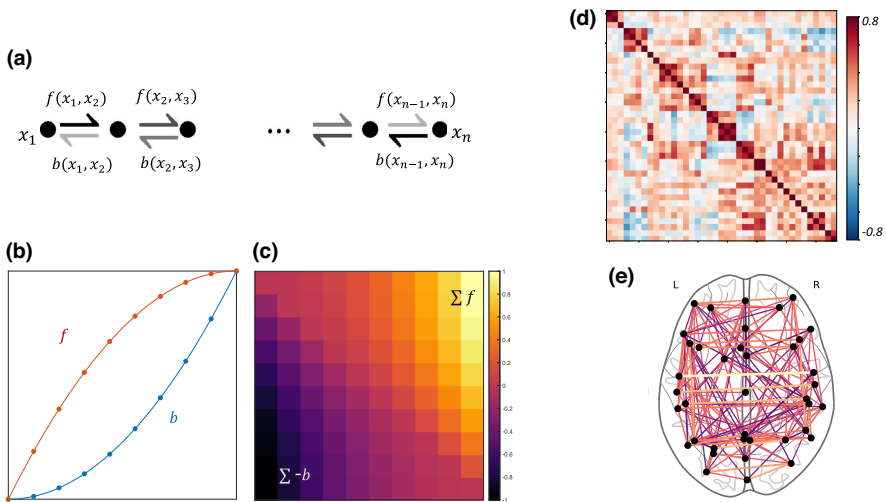 (a)
f(x₁,x₂) f(x₂,x₃) f(xₙ₋₁,xₙ)
x₁ ... xₙ
b(x₁,x₂) b(x₂,x₃) b(xₙ₋₁,xₙ)
(b)
f
b
(c)
∑ f
∑ -b
1
0.8
0.6
0.4
0.2
0
-0.2
-0.4
-0.6
-0.8
-1
(d)
0.8
-0.8
(e)
L R